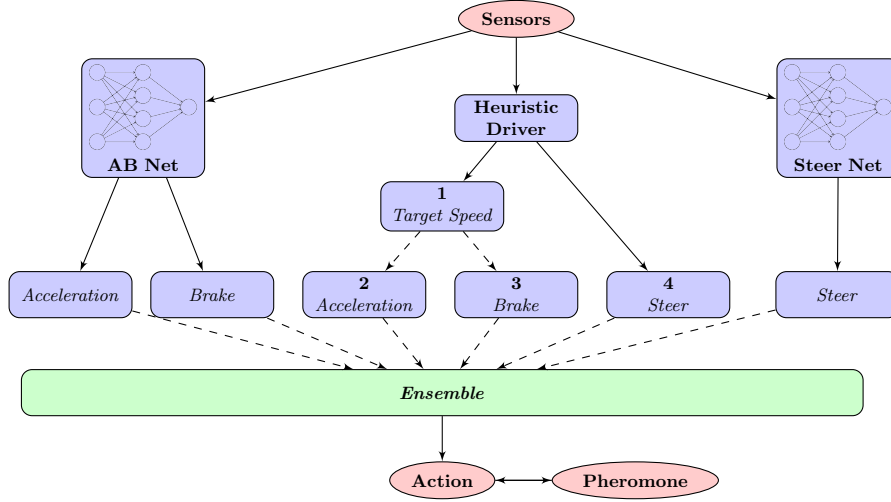 Sensors
Heuristic
Driver
AB Net
Steer Net
1
Target Speed
2
Acceleration
3
Brake
4
Steer
Acceleration
Brake
Steer
Ensemble
Action
Pheromone